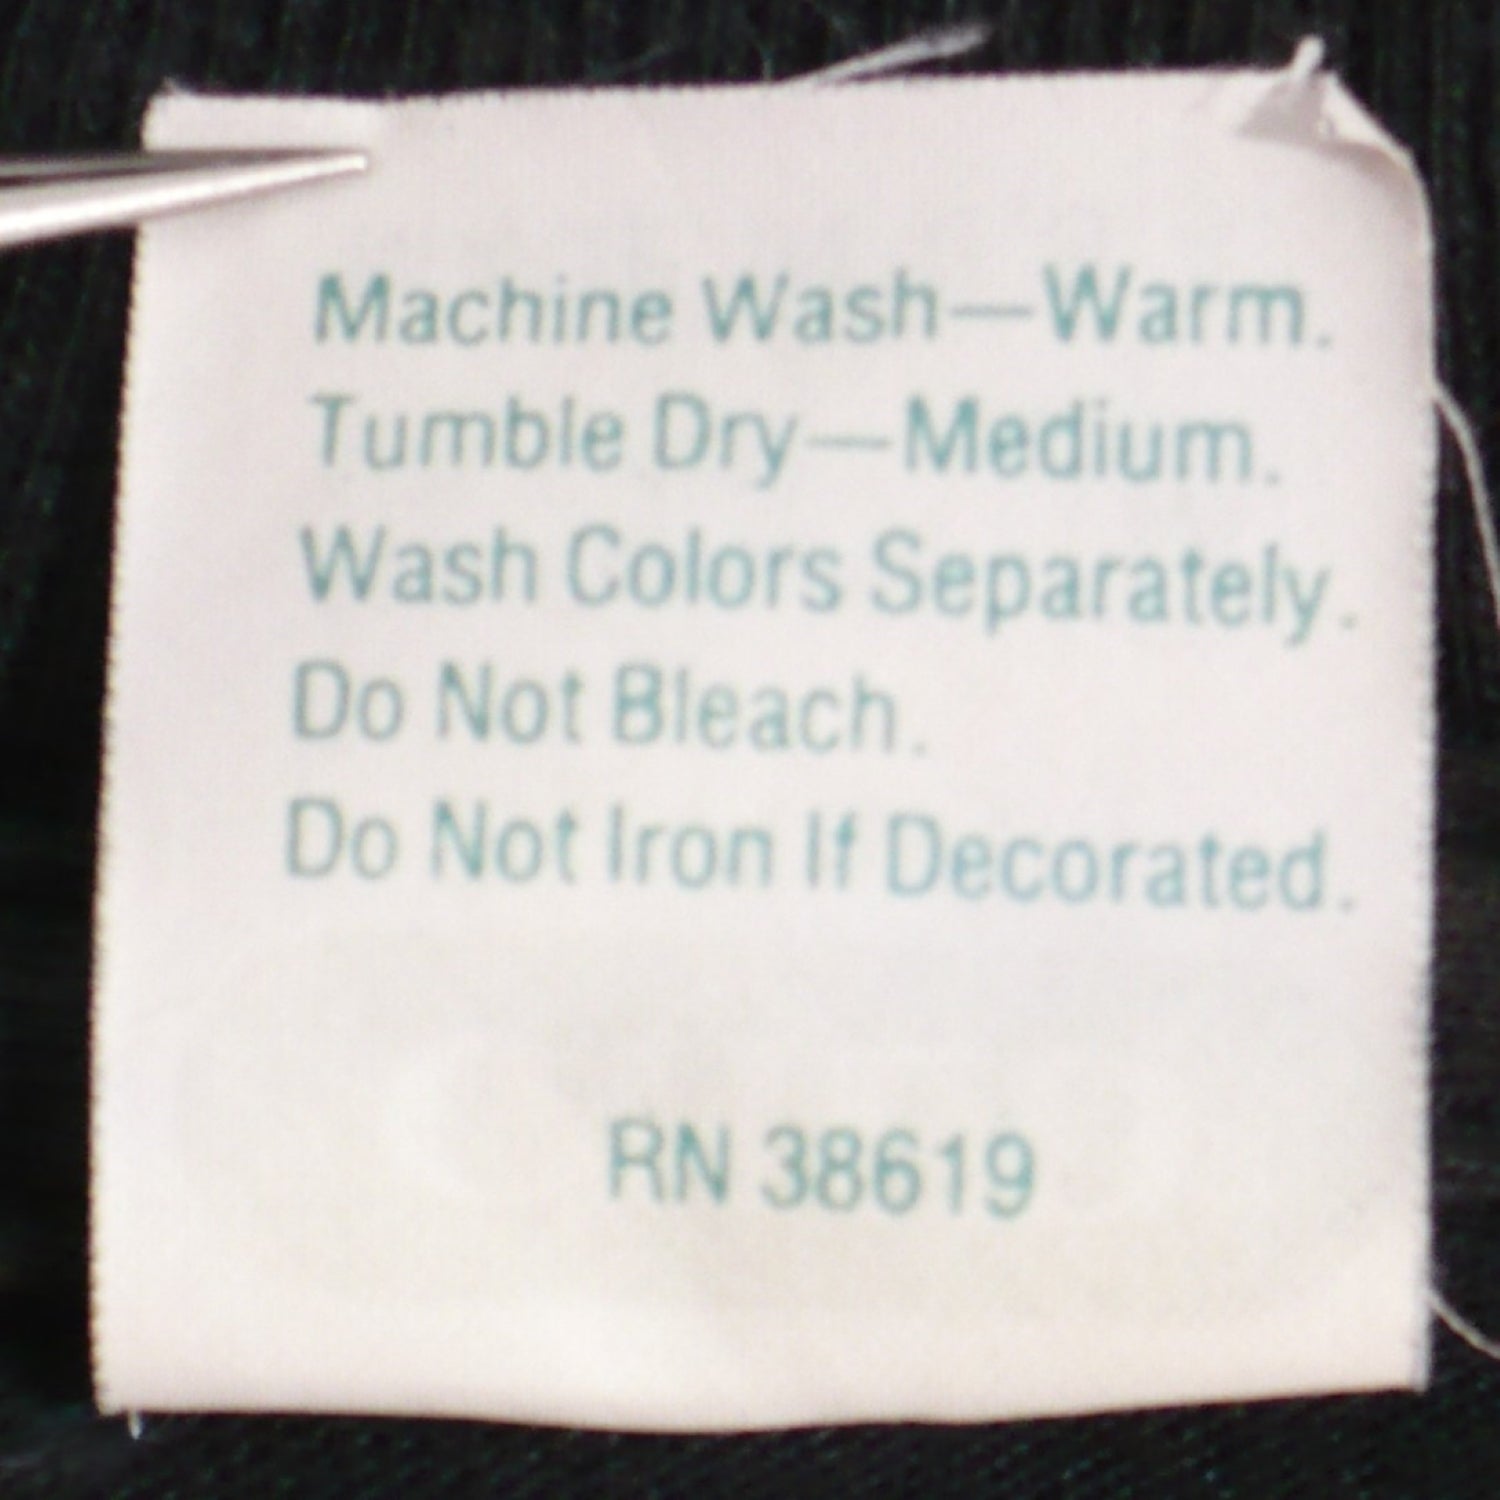 Machine Wash—Warm.
Tumble Dry—Medium.
Wash Colors Separately.
Do Not Bleach.
Do Not Iron If Decorated.
RN 38619